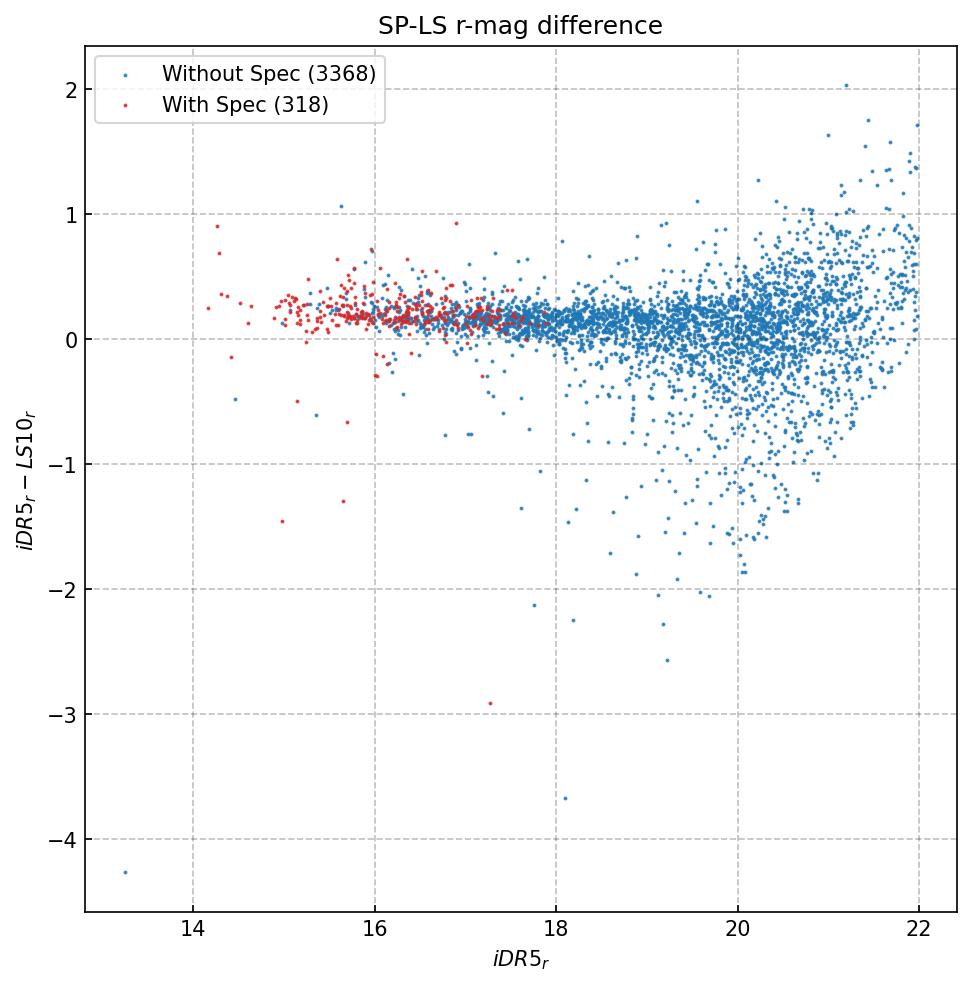 SP-LS r-mag difference
Without Spec (3368)
With Spec (318)
2
1
0
−1
−2
−3
−4
iDR5r − LS10r
14 16 18 20 22
iDR5r